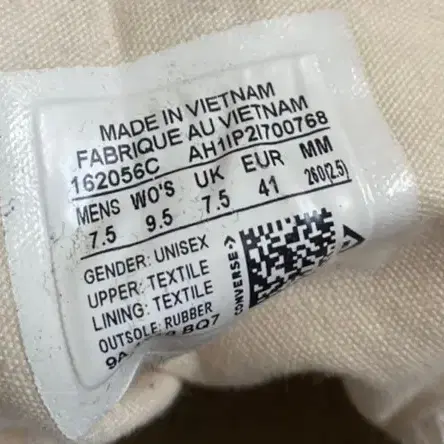 MADE IN VIETNAM
FABRIQUE AU VIETNAM
162056C AH1IP2I700768
MENS WO'S UK EUR MM
7.5 9.5 7.5 41 260(2.5)
GENDER: UNISEX
UPPER: TEXTILE
LINING: TEXTILE
OUTSOLE: RUBBER
BQ7
CONVERSE